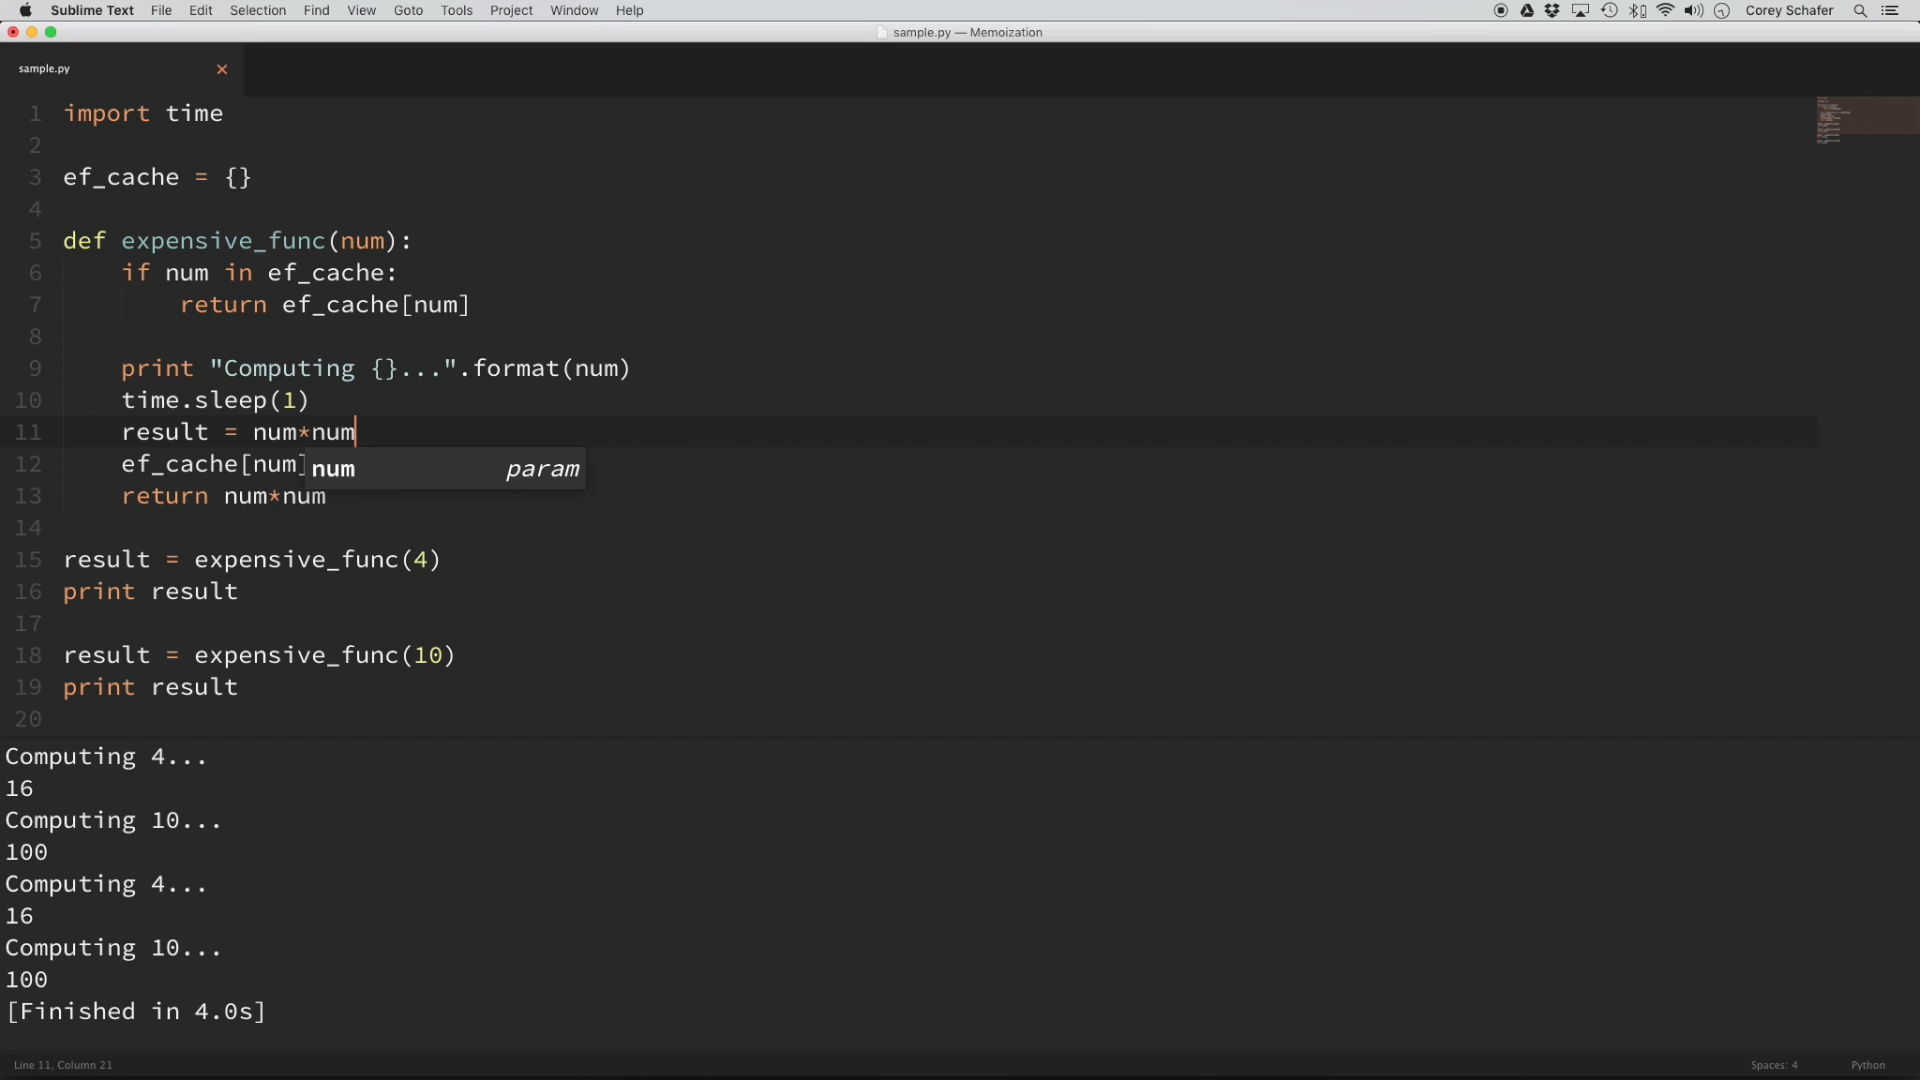 Sublime Text File Edit Selection Find View Goto Tools Project Window Help Corey Schafer
sample.py — Memoization
sample.py
1 import time
2
3 ef_cache = {}
4
5 def expensive_func(num):
6 if num in ef_cache:
7 return ef_cache[num]
8
9 print "Computing {}...".format(num)
10 time.sleep(1)
11 result = num*num
12 ef_cache[num]
num param
13 return num*num
14
15 result = expensive_func(4)
16 print result
17
18 result = expensive_func(10)
19 print result
20
Computing 4...
16
Computing 10...
100
Computing 4...
16
Computing 10...
100
[Finished in 4.0s]
Line 11, Column 21 Spaces: 4 Python